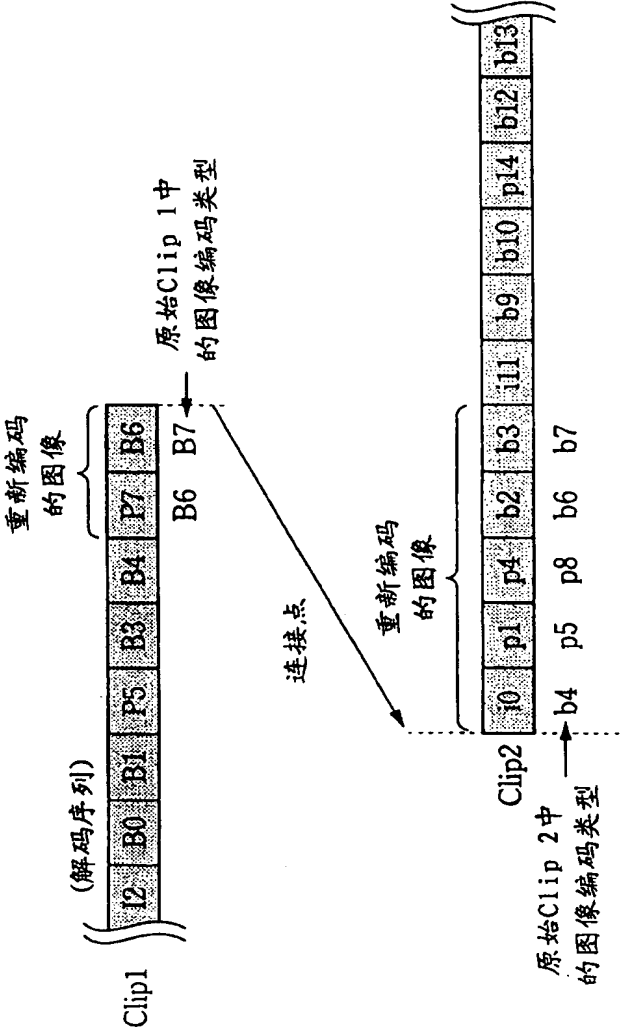 (解码序列)
重新编码
的图像
Clip1
I2 B0 B1 P5 B3 B4 P7 B6
B6 B7
原始Clip 1中
的图像编码类型
连接点
重新编码
的图像
Clip2
i0 p1 p4 b2 b3 i11 b9 b10 p14 b12 b13
b4 p5 p8 b6 b7
原始Clip 2中
的图像编码类型